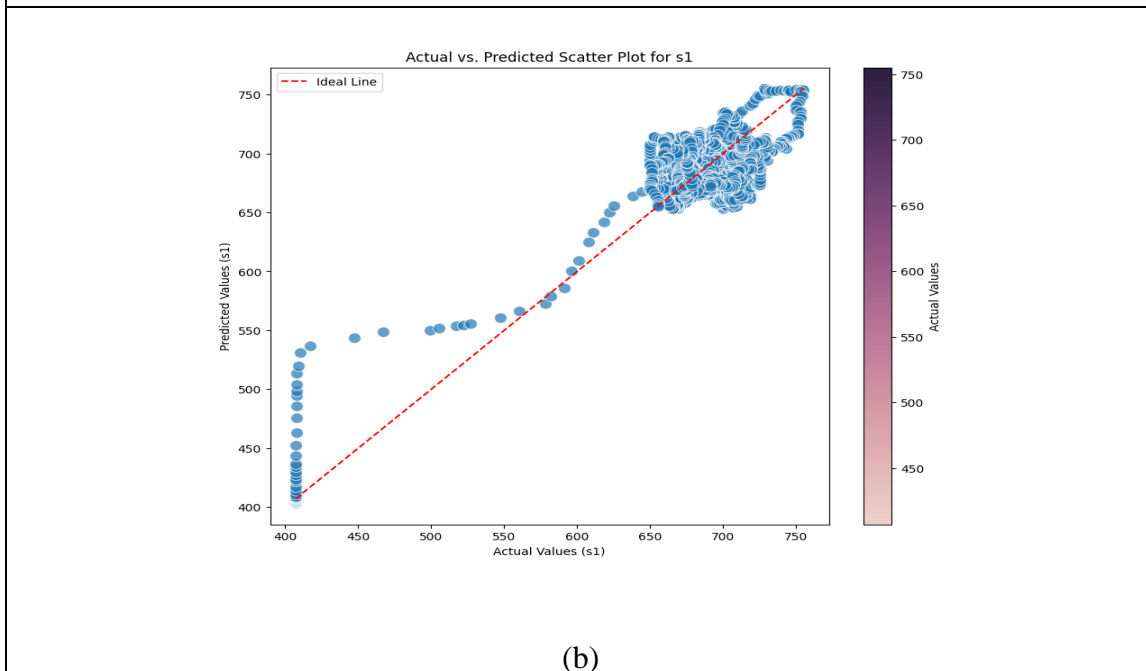 Actual vs. Predicted Scatter Plot for s1
Ideal Line
Predicted Values (s1)
750
700
650
600
550
500
450
400
400 450 500 550 600 650 700 750
Actual Values (s1)
750
700
650
600
550
500
450
Actual Values
(b)